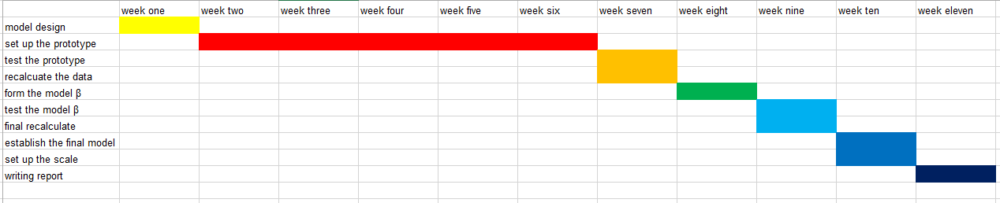 week one week two week three week four week five week six week seven week eight week nine week ten week eleven
model design
set up the prototype
test the prototype
recalcuate the data
form the model β
test the model β
final recalculate
establish the final model
set up the scale
writing report